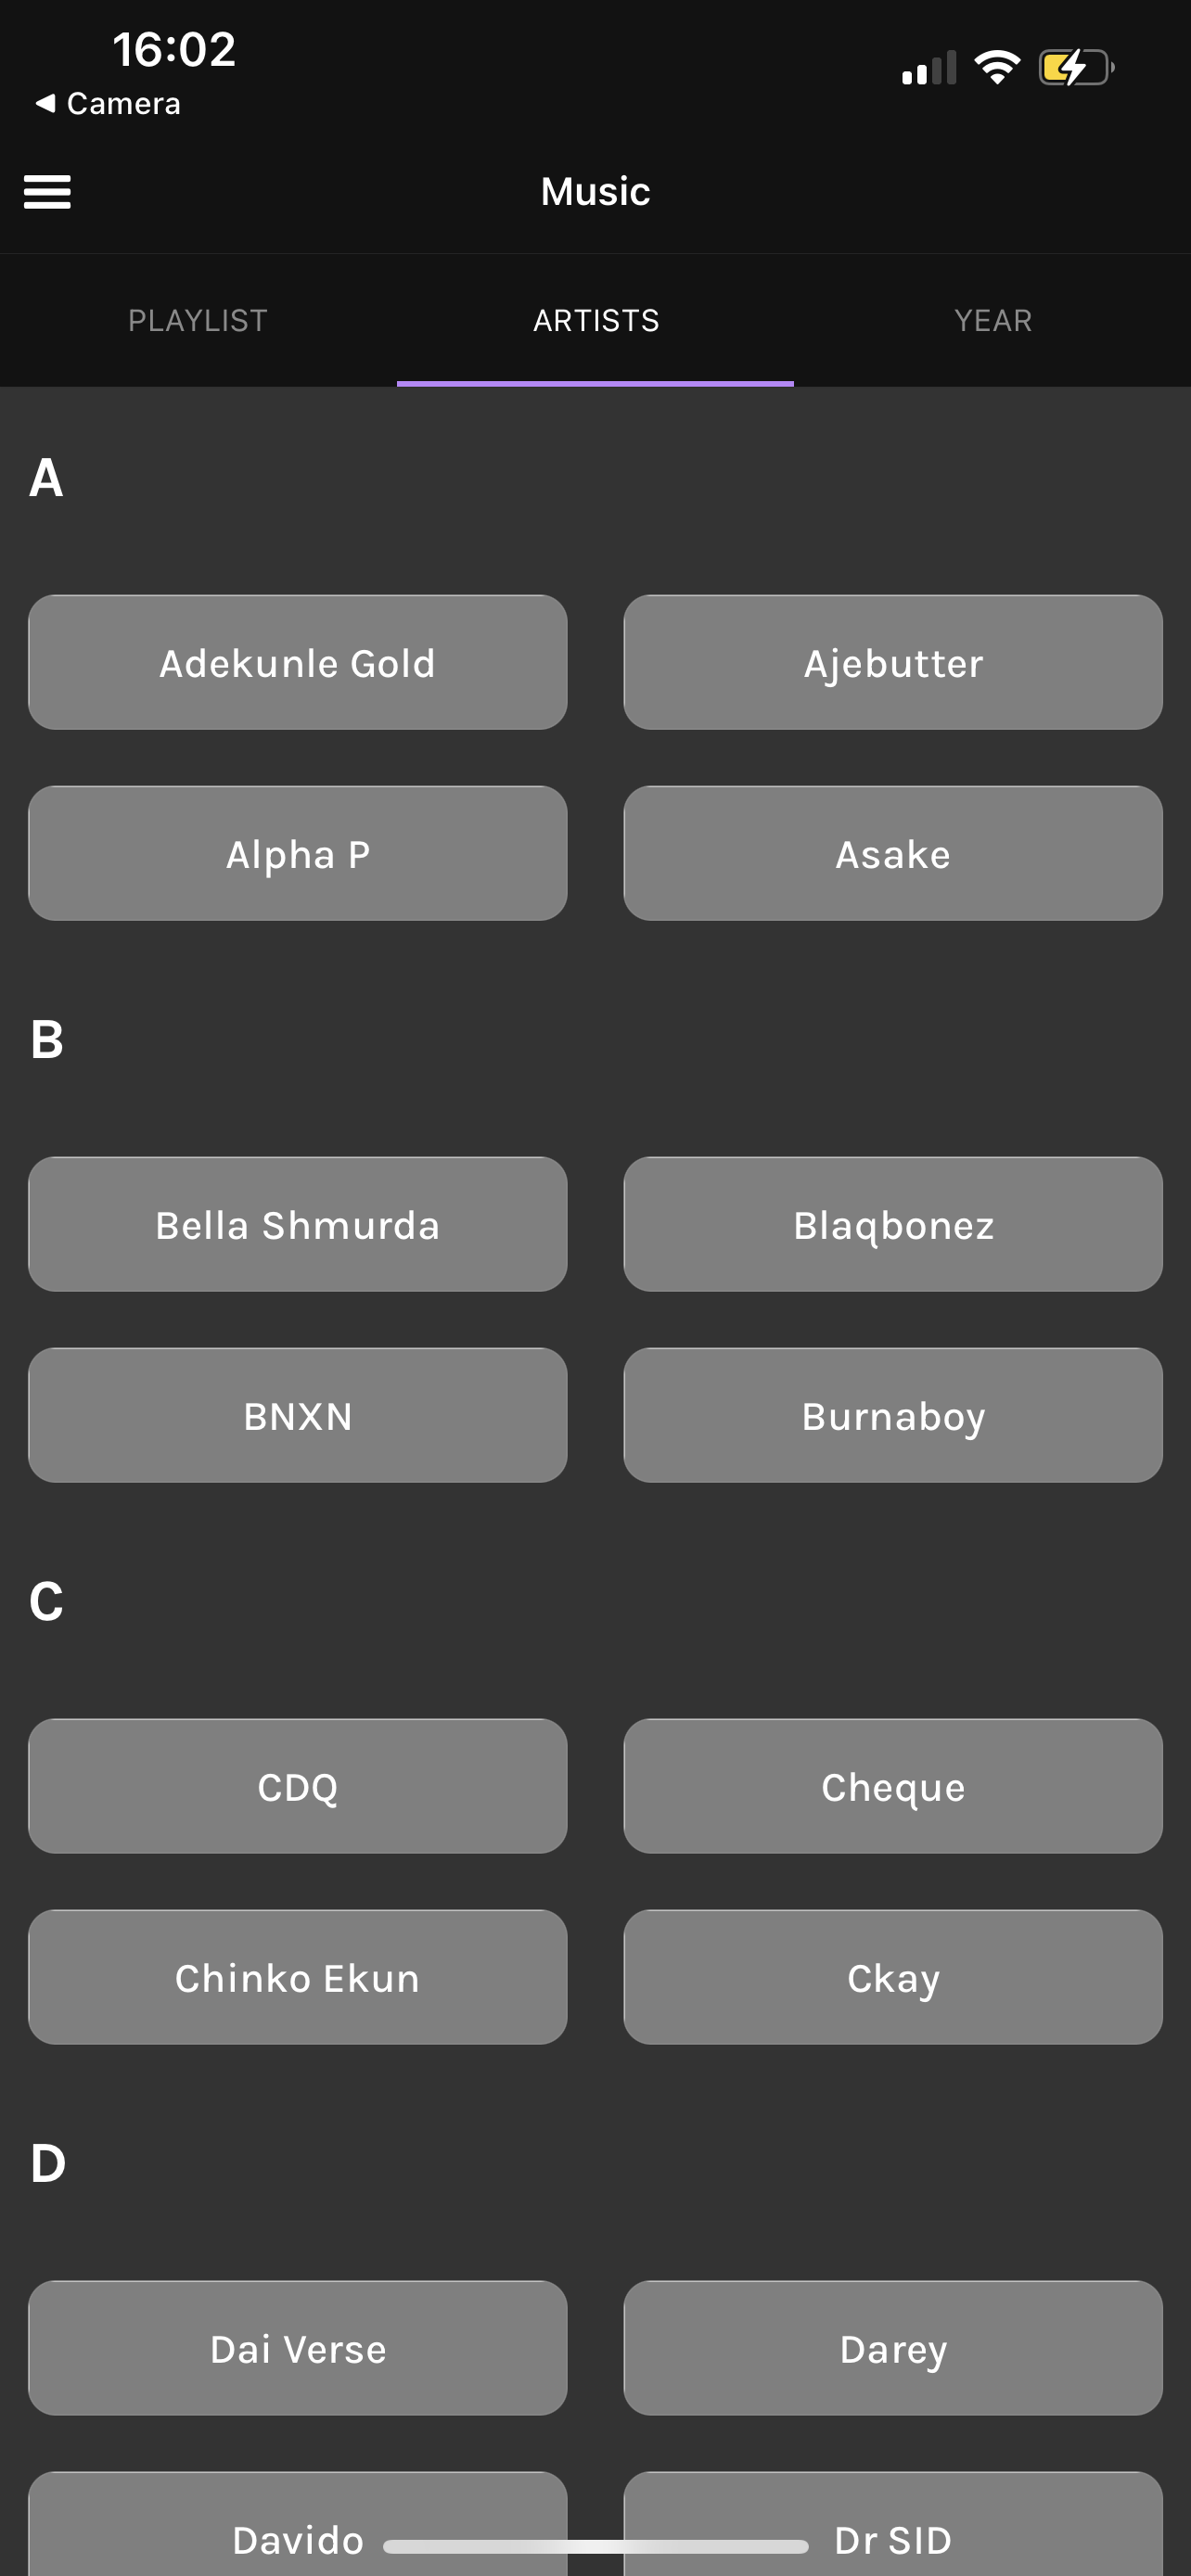 16:02
Camera
Music
PLAYLIST ARTISTS YEAR
A
Adekunle Gold Ajebutter
Alpha P Asake
B
Bella Shmurda Blaqbonez
BNXN Burnaboy
C
CDQ Cheque
Chinko Ekun Ckay
D
Dai Verse Darey
Davido Dr SID